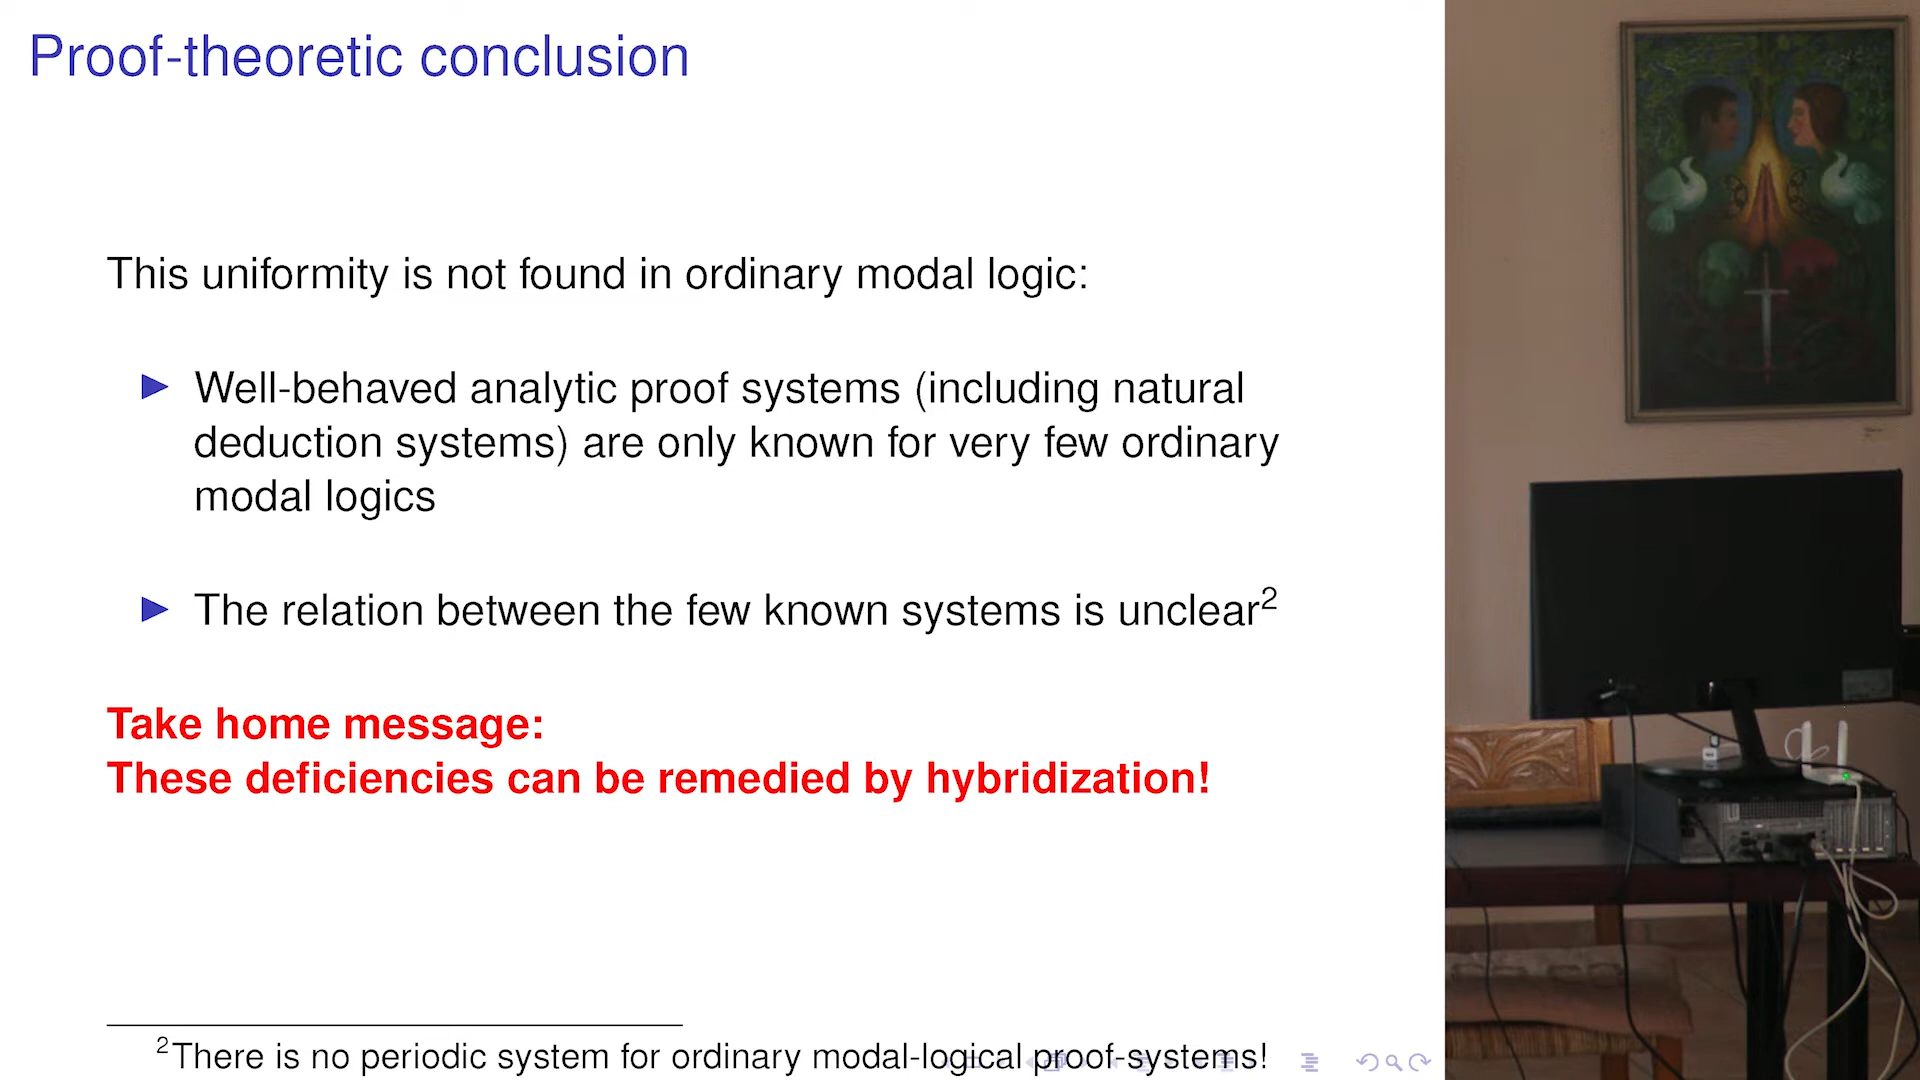 Proof-theoretic conclusion
This uniformity is not found in ordinary modal logic:
▶ Well-behaved analytic proof systems (including natural
deduction systems) are only known for very few ordinary
modal logics
▶ The relation between the few known systems is unclear²
Take home message:
These deficiencies can be remedied by hybridization!
²There is no periodic system for ordinary modal-logical proof-systems!